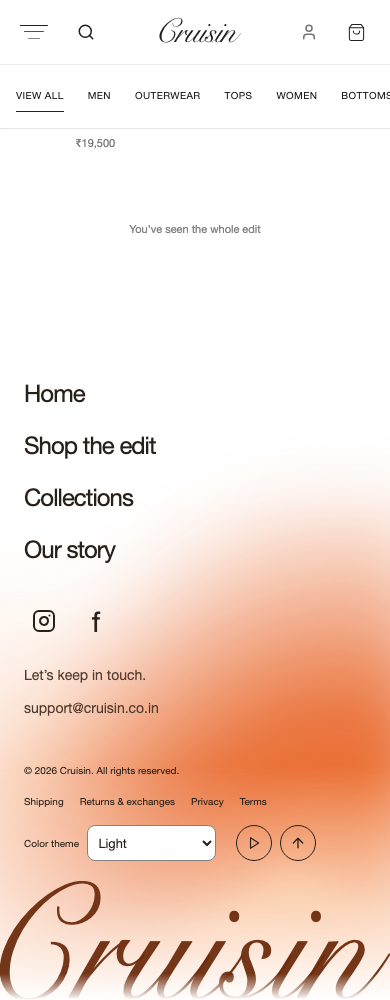 Cruisin
VIEW ALL MEN OUTERWEAR TOPS WOMEN BOTTOMS
₹19,500
You've seen the whole edit
Home
Shop the edit
Collections
Our story
f
Let's keep in touch.
support@cruisin.co.in
© 2026 Cruisin. All rights reserved.
Shipping Returns & exchanges Privacy Terms
Color theme Light
Cruisin